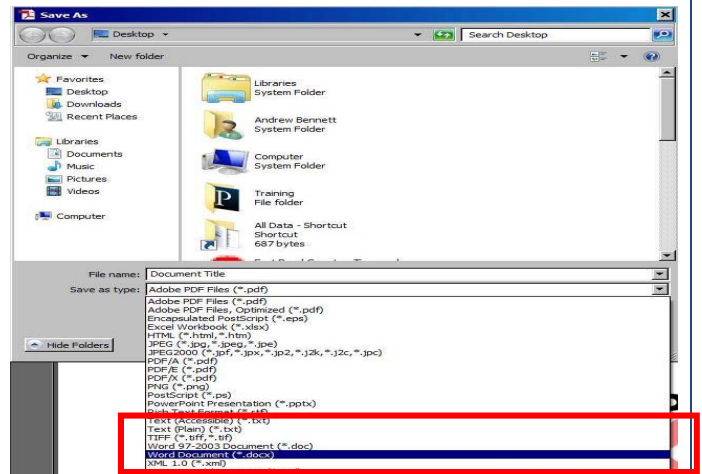 Save As
Desktop
Search Desktop
Organize
New folder
Favorites
Desktop
Downloads
Recent Places
Libraries
Documents
Music
Pictures
Videos
Computer
Libraries
System Folder
Andrew Bennett
System Folder
Computer
System Folder
P
Training
File folder
All Data - Shortcut
Shortcut
687 bytes
File name: Document Title
Save as type: Adobe PDF Files (*.pdf)
Adobe PDF Files (*.pdf)
Adobe PDF Files, Optimized (*.pdf)
Encapsulated PostScript (*.eps)
Excel Workbook (*.xlsx)
HTML (*.html,*.htm)
JPEG (*.jpg,*.jpeg,*.jpe)
JPEG2000 (*.jpf,*.jpx,*.jp2,*.j2k,*.j2c,*.jpc)
PDF/A (*.pdf)
PDF/E (*.pdf)
PDF/X (*.pdf)
PNG (*.png)
PostScript (*.ps)
PowerPoint Presentation (*.pptx)
Rich Text Format (*.rtf)
Text (Accessible) (*.txt)
Text (Plain) (*.txt)
TIFF (*.tiff,*.tif)
Word 97-2003 Document (*.doc)
Word Document (*.docx)
XML 1.0 (*.xml)
Hide Folders